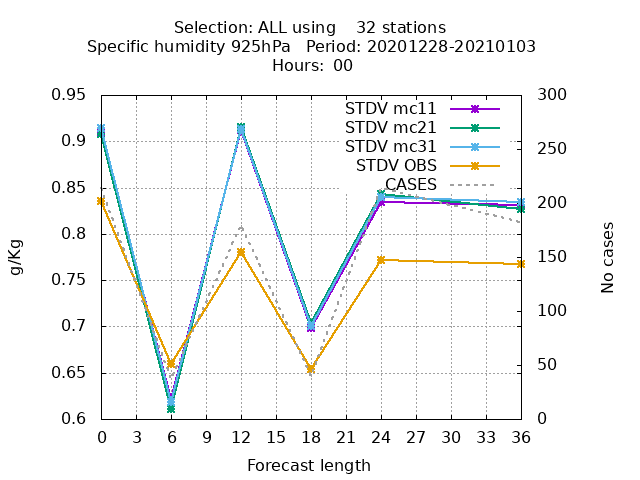 Selection: ALL using    32 stations
Specific humidity 925hPa   Period: 20201228-20210103
Hours:  00
STDV mc11
STDV mc21
STDV mc31
STDV OBS
CASES
g/Kg
0.95
0.9
0.85
0.8
0.75
0.7
0.65
0.6
300
250
200
150
100
50
0
No cases
0 3 6 9 12 15 18 21 24 27 30 33 36
Forecast length